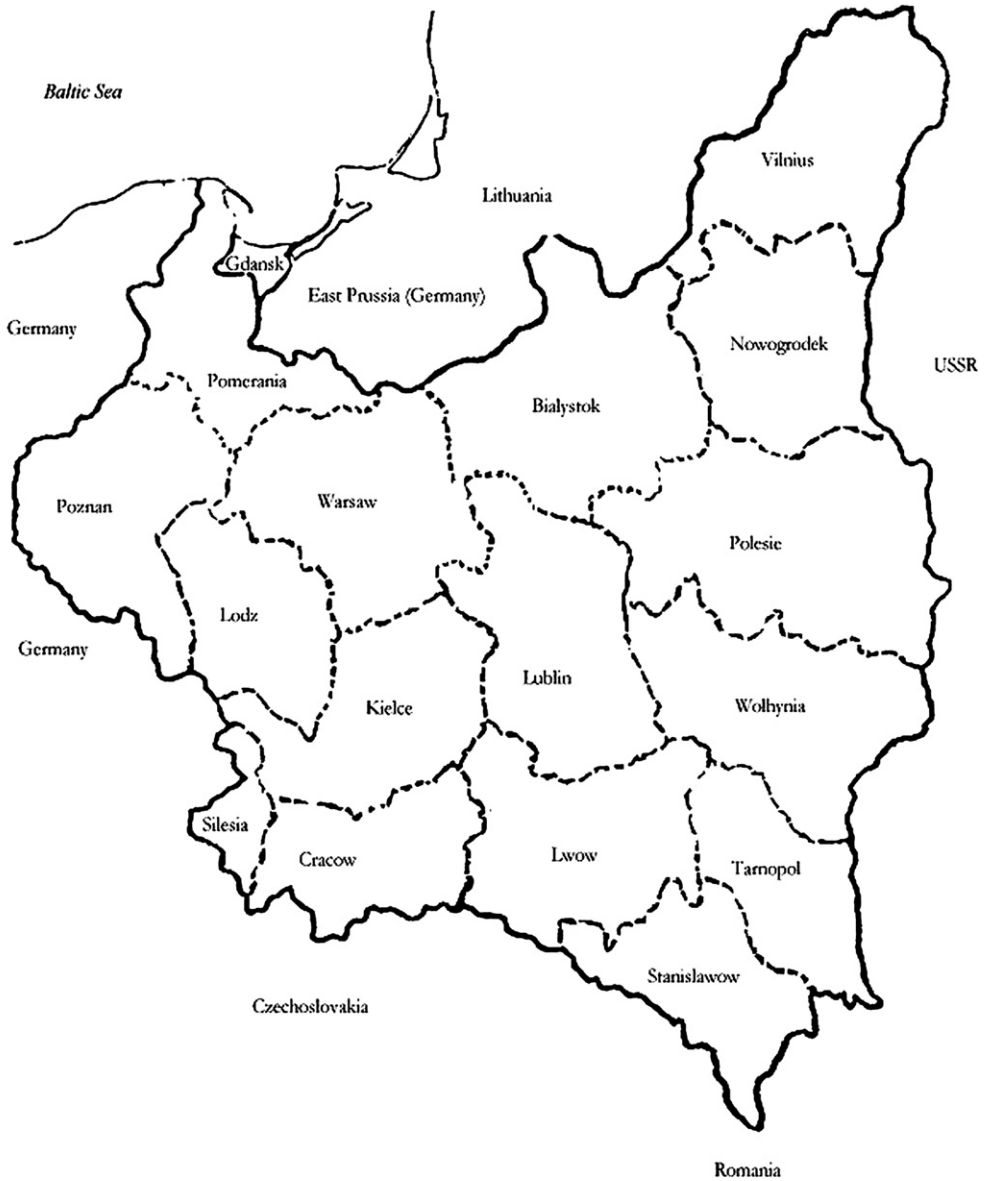 Baltic Sea
Vilnius
Lithuania
Gdansk
East Prussia (Germany)
Germany
Nowogrodek
USSR
Pomerania
Bialystok
Poznan
Warsaw
Polesie
Lodz
Germany
Lublin
Kielce
Wolhynia
Silesia
Cracow
Lwow
Tarnopol
Stanislawow
Czechoslovakia
Romania